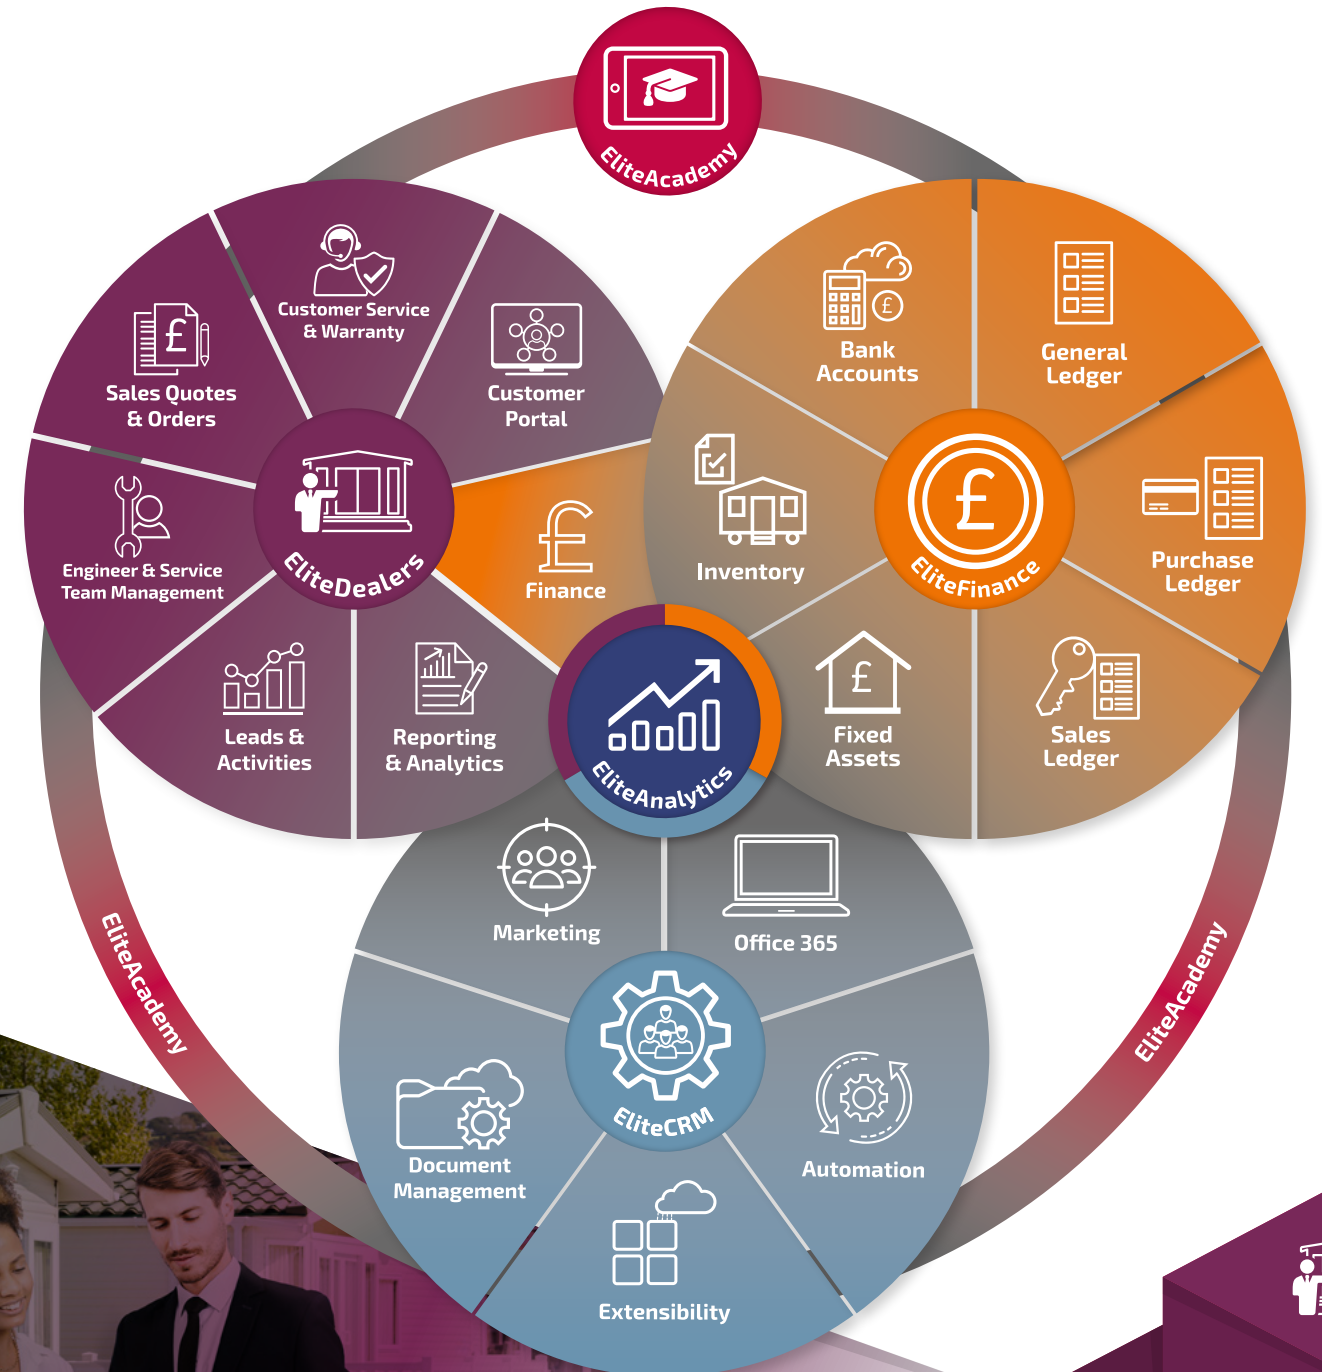 EliteAcademy
Customer Service
& Warranty
Sales Quotes
& Orders
Customer
Portal
Engineer & Service
Team Management
EliteDealers
£
Finance
Leads &
Activities
Reporting
& Analytics
Bank
Accounts
General
Ledger
Inventory
£
EliteFinance
Purchase
Ledger
£
Fixed
Assets
Sales
Ledger
EliteAnalytics
Marketing
Office 365
EliteCRM
Document
Management
Automation
Extensibility
EliteAcademy
EliteAcademy